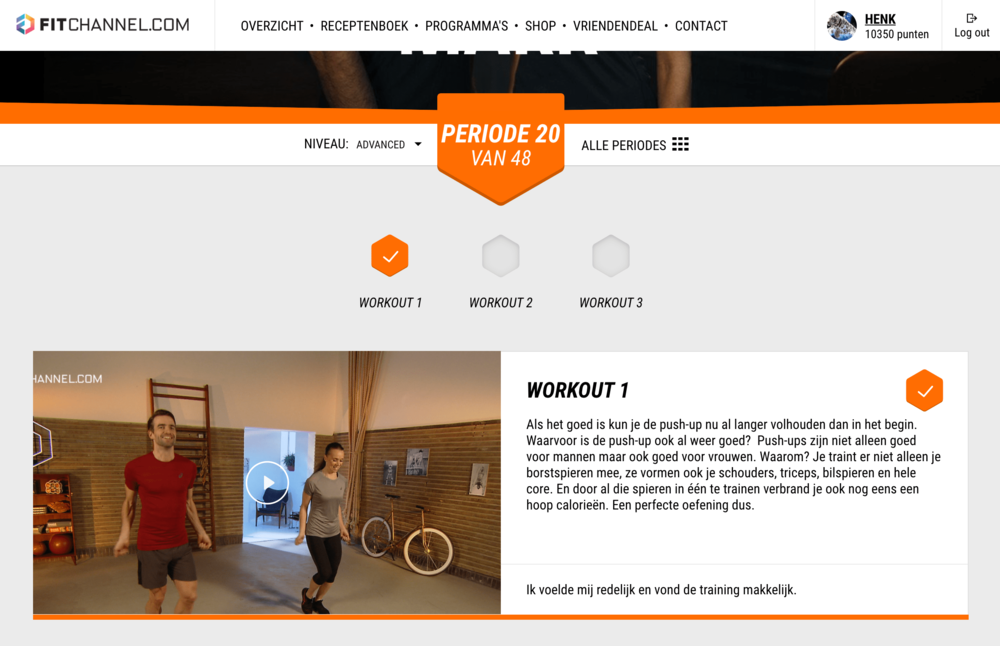 FITCHANNEL.COM
OVERZICHT • RECEPTENBOEK • PROGRAMMA'S • SHOP • VRIENDENDEAL • CONTACT
HENK
10350 punten
Log out
NIVEAU: ADVANCED
PERIODE 20
VAN 48
ALLE PERIODES
WORKOUT 1
WORKOUT 2
WORKOUT 3
HANNEL.COM
WORKOUT 1
Als het goed is kun je de push-up nu al langer volhouden dan in het begin.
Waarvoor is de push-up ook al weer goed?  Push-ups zijn niet alleen goed
voor mannen maar ook goed voor vrouwen. Waarom? Je traint er niet alleen je
borstspieren mee, ze vormen ook je schouders, triceps, bilspieren en hele
core. En door al die spieren in één te trainen verbrand je ook nog eens een
hoop calorieën. Een perfecte oefening dus.
Ik voelde mij redelijk en vond de training makkelijk.